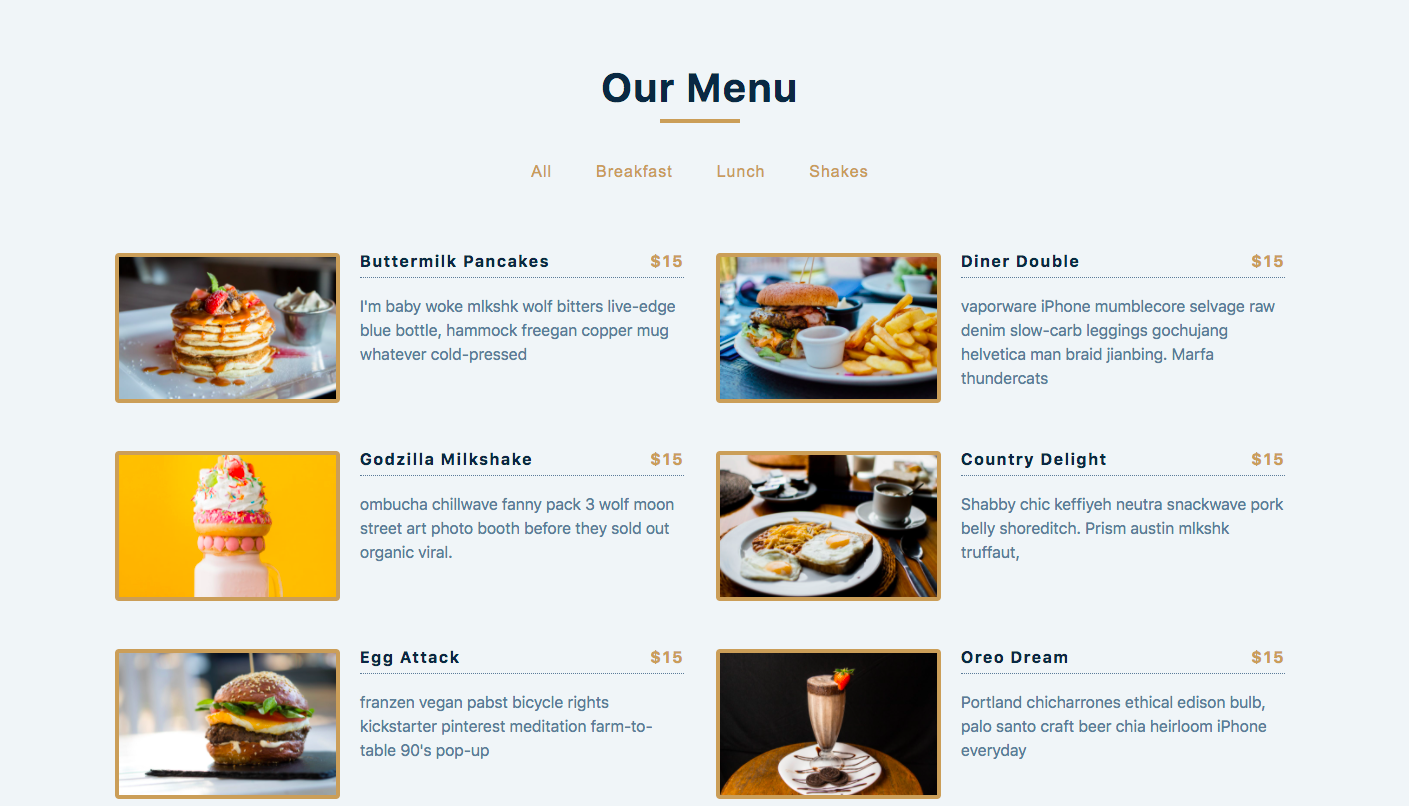 Our Menu
All Breakfast Lunch Shakes
Buttermilk Pancakes $15
I'm baby woke mlkshk wolf bitters live-edge
blue bottle, hammock freegan copper mug
whatever cold-pressed
Diner Double $15
vaporware iPhone mumblecore selvage raw
denim slow-carb leggings gochujang
helvetica man braid jianbing. Marfa
thundercats
Godzilla Milkshake $15
ombucha chillwave fanny pack 3 wolf moon
street art photo booth before they sold out
organic viral.
Country Delight $15
Shabby chic keffiyeh neutra snackwave pork
belly shoreditch. Prism austin mlkshk
truffaut,
Egg Attack $15
franzen vegan pabst bicycle rights
kickstarter pinterest meditation farm-to-
table 90's pop-up
Oreo Dream $15
Portland chicharrones ethical edison bulb,
palo santo craft beer chia heirloom iPhone
everyday